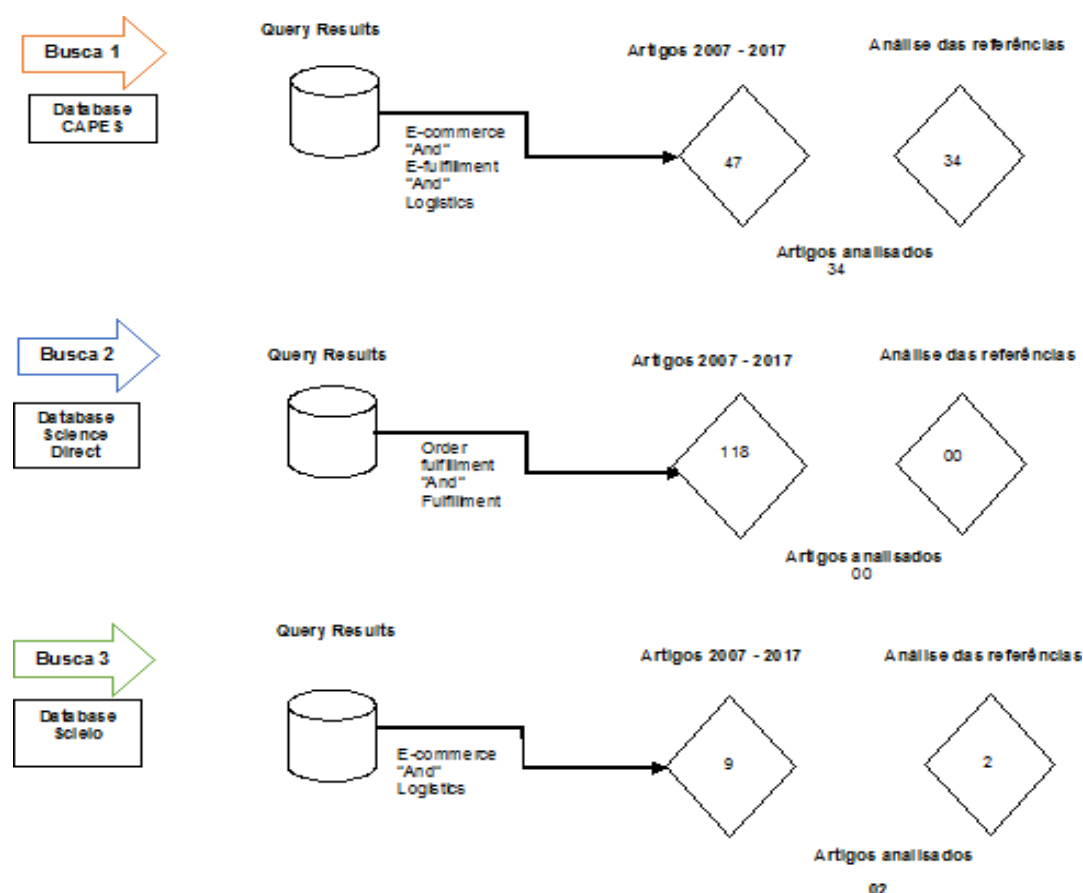 Busca 1
Database
CAPES
Query Results
E-commerce
"And"
E-fulfillment
"And"
Logistics
Artigos 2007 - 2017
47
Análise das referências
34
Artigos analisados
34
Busca 2
Database
Science
Direct
Query Results
Order
fulfillment
"And"
Fulfillment
Artigos 2007 - 2017
118
Análise das referências
00
Artigos analisados
00
Busca 3
Database
Scielo
Query Results
E-commerce
"And"
Logistics
Artigos 2007 - 2017
9
Análise das referências
2
Artigos analisados
02